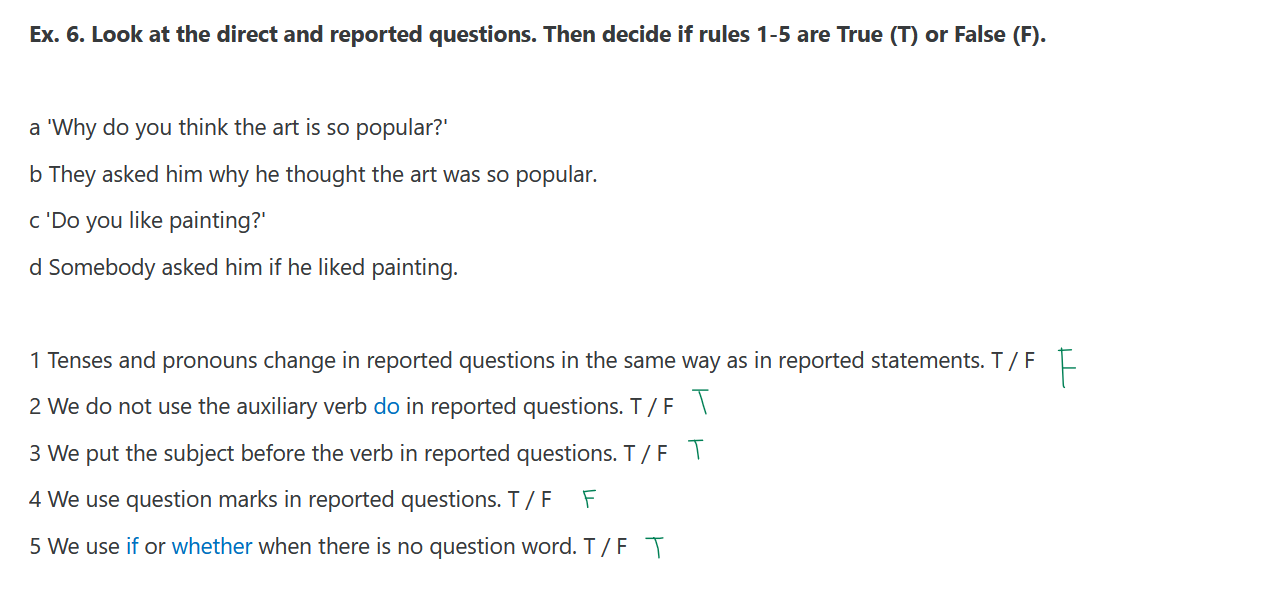 Ex. 6. Look at the direct and reported questions. Then decide if rules 1-5 are True (T) or False (F).
a 'Why do you think the art is so popular?'
b They asked him why he thought the art was so popular.
c 'Do you like painting?'
d Somebody asked him if he liked painting.
1 Tenses and pronouns change in reported questions in the same way as in reported statements. T / F F
2 We do not use the auxiliary verb do in reported questions. T / F T
3 We put the subject before the verb in reported questions. T / F T
4 We use question marks in reported questions. T / F F
5 We use if or whether when there is no question word. T / F T